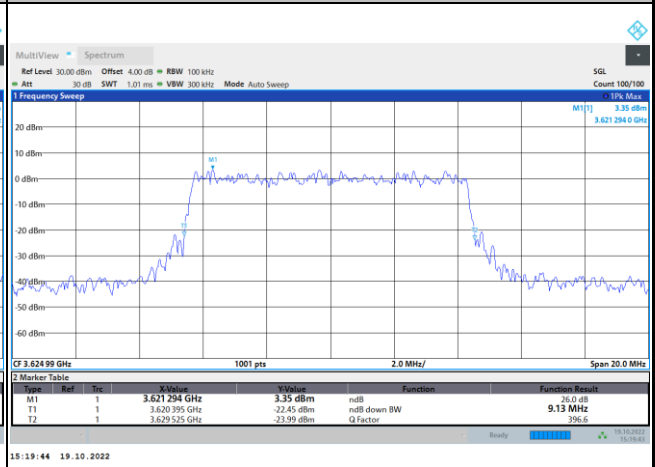 MultiView Spectrum
Ref Level 30.00 dBm Offset 4.00 dB RBW 100 kHz SGL
Att 30 dB SWT 1.01 ms VBW 300 kHz Mode Auto Sweep Count 100/100
1 Frequency Sweep 1Pk Max
M1[1] 3.35 dBm
3.621 294 0 GHz
20 dBm
10 dBm
M1
0 dBm
-10 dBm
-20 dBm
-30 dBm
-40 dBm
-50 dBm
-60 dBm
CF 3.624 99 GHz 1001 pts 2.0 MHz/ Span 20.0 MHz
2 Marker Table
Type Ref Trc X-Value Y-Value Function Function Result
M1 1 3.621 294 GHz 3.35 dBm ndB 26.0 dB
T1 1 3.620 395 GHz -22.45 dBm ndB down BW 9.13 MHz
T2 1 3.629 525 GHz -23.99 dBm Q Factor 396.6
Ready 19.10.2022
15:19:43
15:19:44 19.10.2022